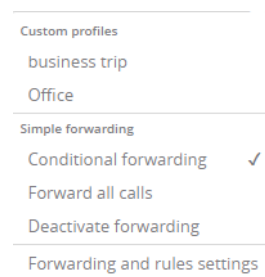 Custom profiles
business trip
Office
Simple forwarding
Conditional forwarding ✓
Forward all calls
Deactivate forwarding
Forwarding and rules settings